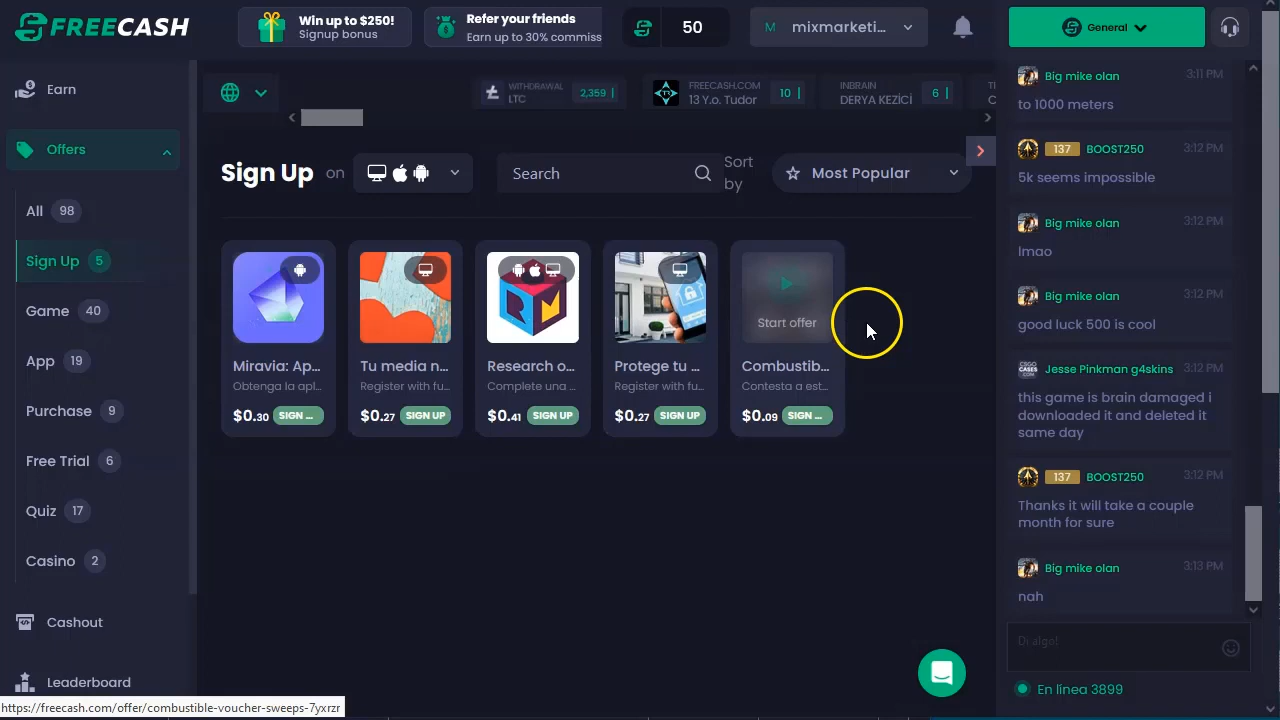 FREECASH
Win up to $250!
Signup bonus
Refer your friends
Earn up to 30% commiss
50
M mixmarketi...
General
Earn
Offers
All 98
Sign Up 5
Game 40
App 19
Purchase 9
Free Trial 6
Quiz 17
Casino 2
Cashout
Leaderboard
https://freecash.com/offer/combustible-voucher-sweeps-7yxrzr
WITHDRAWAL
LTC
2,359
FREECASH.COM
13 Y.o. Tudor
10
INBRAIN
DERYA KEZİCİ
6
Sign Up on
Search
Sort by
Most Popular
Miravia: Ap...
Obtenga la apl...
$0.30 SIGN ...
Tu media n...
Register with fu...
$0.27 SIGN UP
Research o...
Complete una ...
$0.41 SIGN UP
Protege tu ...
Register with fu...
$0.27 SIGN UP
Start offer
Combustib...
Contesta a est...
$0.09 SIGN ...
Big mike olan 3:11 PM
to 1000 meters
137 BOOST250 3:12 PM
5k seems impossible
Big mike olan 3:12 PM
lmao
Big mike olan 3:12 PM
good luck 500 is cool
Jesse Pinkman g4skins 3:12 PM
this game is brain damaged i
downloaded it and deleted it
same day
137 BOOST250 3:12 PM
Thanks it will take a couple
month for sure
Big mike olan 3:13 PM
nah
Di algo!
En línea 3899